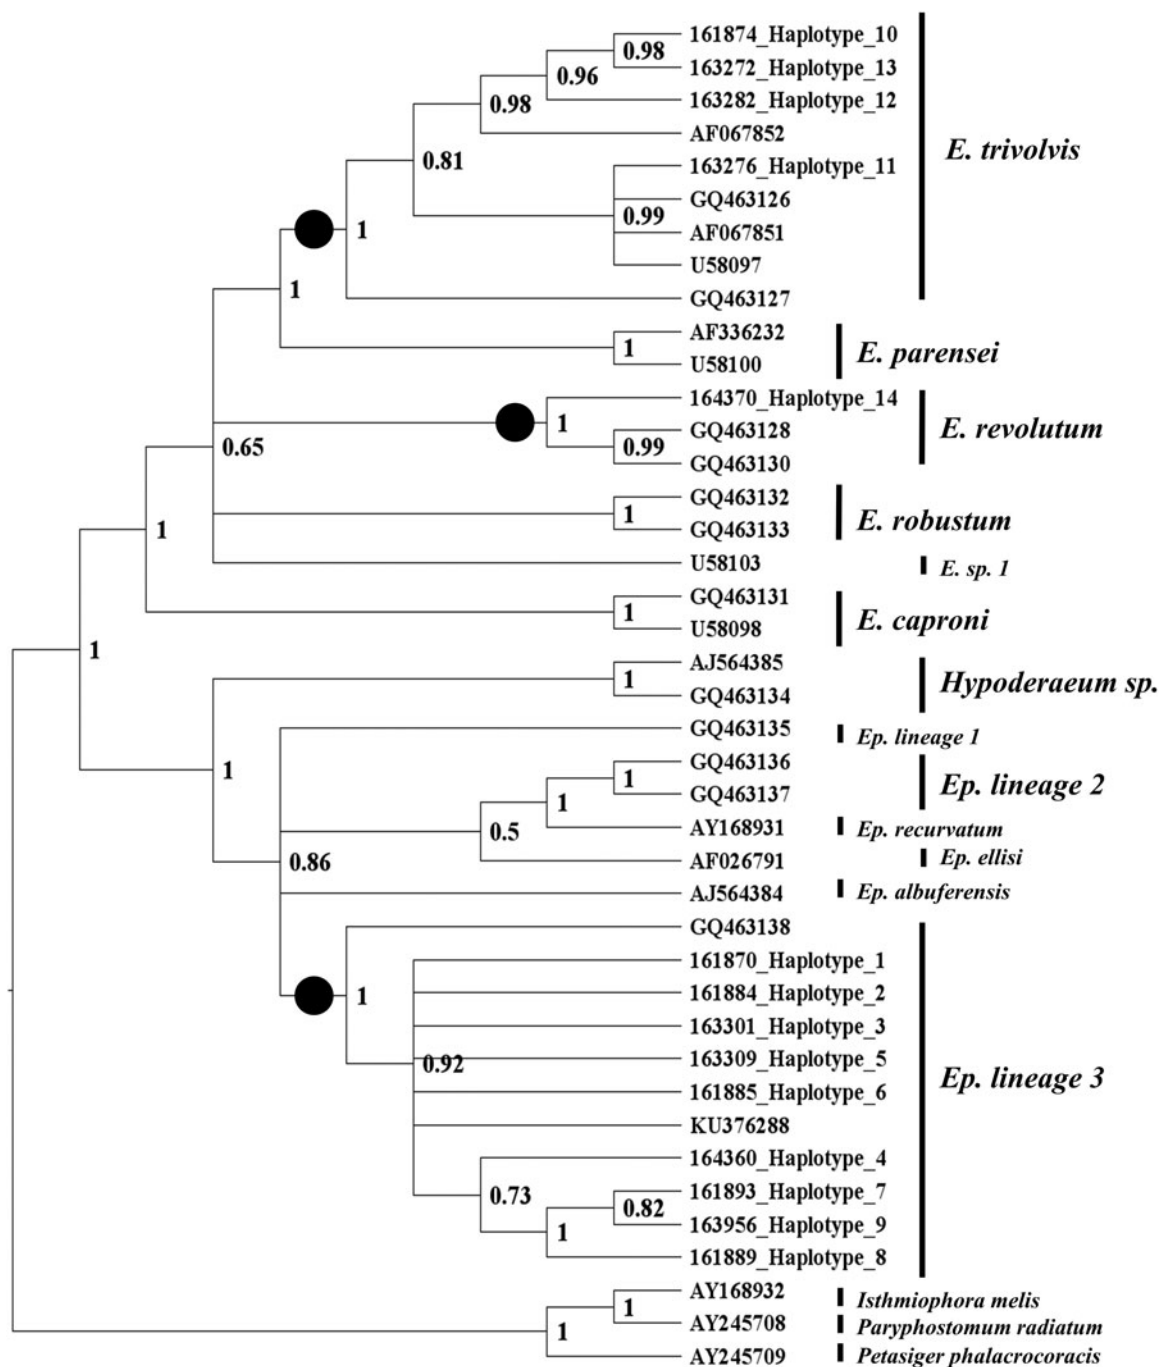 161874_Haplotype_10
0.98
163272_Haplotype_13
0.96
163282_Haplotype_12
0.98
AF067852
0.81
163276_Haplotype_11
GQ463126
0.99
AF067851
U58097
1
GQ463127
E. trivolvis
1
AF336232
1
U58100
E. parensei
164370_Haplotype_14
1
GQ463128
0.99
GQ463130
E. revolutum
0.65
GQ463132
1
GQ463133
E. robustum
U58103
E. sp. 1
1
GQ463131
1
U58098
E. caproni
1
AJ564385
1
GQ463134
Hypoderaeum sp.
GQ463135
Ep. lineage 1
1
GQ463136
1
GQ463137
Ep. lineage 2
1
AY168931
Ep. recurvatum
0.5
AF026791
Ep. ellisi
0.86
AJ564384
Ep. albuferensis
GQ463138
1
161870_Haplotype_1
161884_Haplotype_2
163301_Haplotype_3
0.92
163309_Haplotype_5
161885_Haplotype_6
KU376288
164360_Haplotype_4
0.73
161893_Haplotype_7
0.82
163956_Haplotype_9
1
161889_Haplotype_8
Ep. lineage 3
AY168932
Isthmiophora melis
1
AY245708
Paryphostomum radiatum
1
AY245709
Petasiger phalacrocoracis